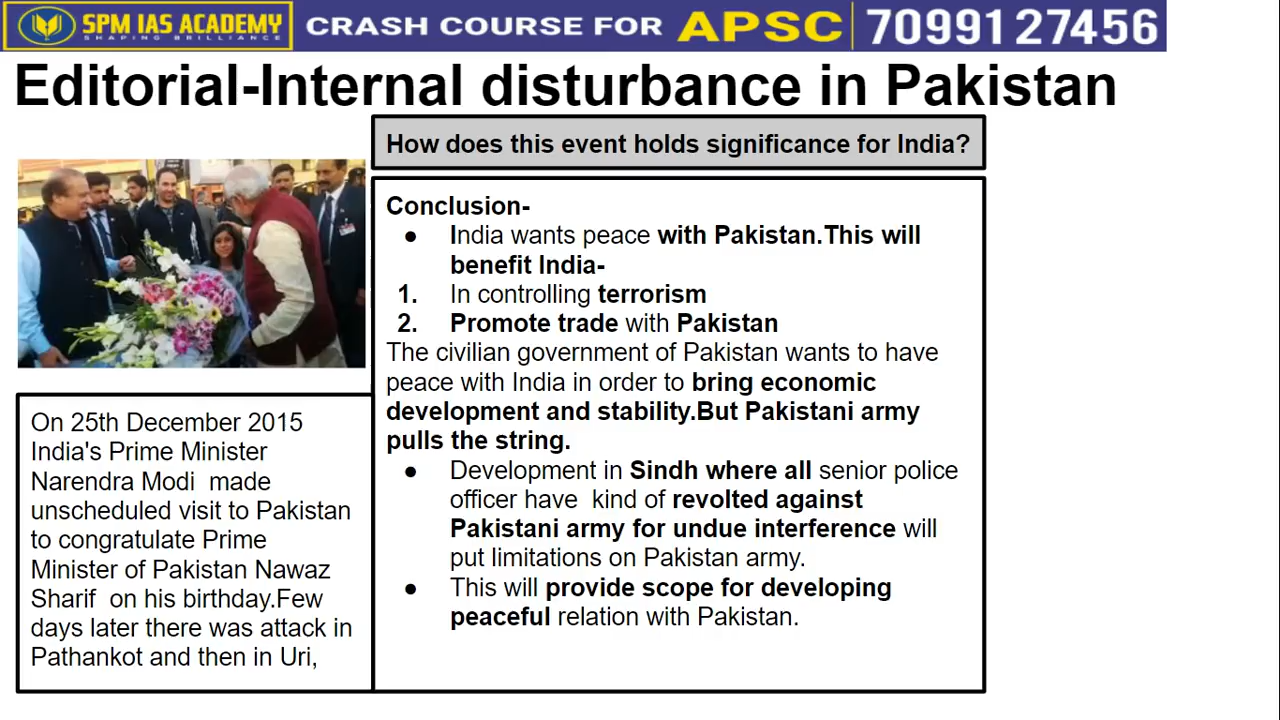 SPM IAS ACADEMY
SHAPING BRILLIANCE
CRASH COURSE FOR APSC 70991 27456
Editorial-Internal disturbance in Pakistan
How does this event holds significance for India?
Conclusion-
● India wants peace with Pakistan.This will
benefit India-
1. In controlling terrorism
2. Promote trade with Pakistan
The civilian government of Pakistan wants to have
peace with India in order to bring economic
development and stability.But Pakistani army
pulls the string.
● Development in Sindh where all senior police
officer have kind of revolted against
Pakistani army for undue interference will
put limitations on Pakistan army.
● This will provide scope for developing
peaceful relation with Pakistan.
On 25th December 2015
India's Prime Minister
Narendra Modi made
unscheduled visit to Pakistan
to congratulate Prime
Minister of Pakistan Nawaz
Sharif on his birthday.Few
days later there was attack in
Pathankot and then in Uri,